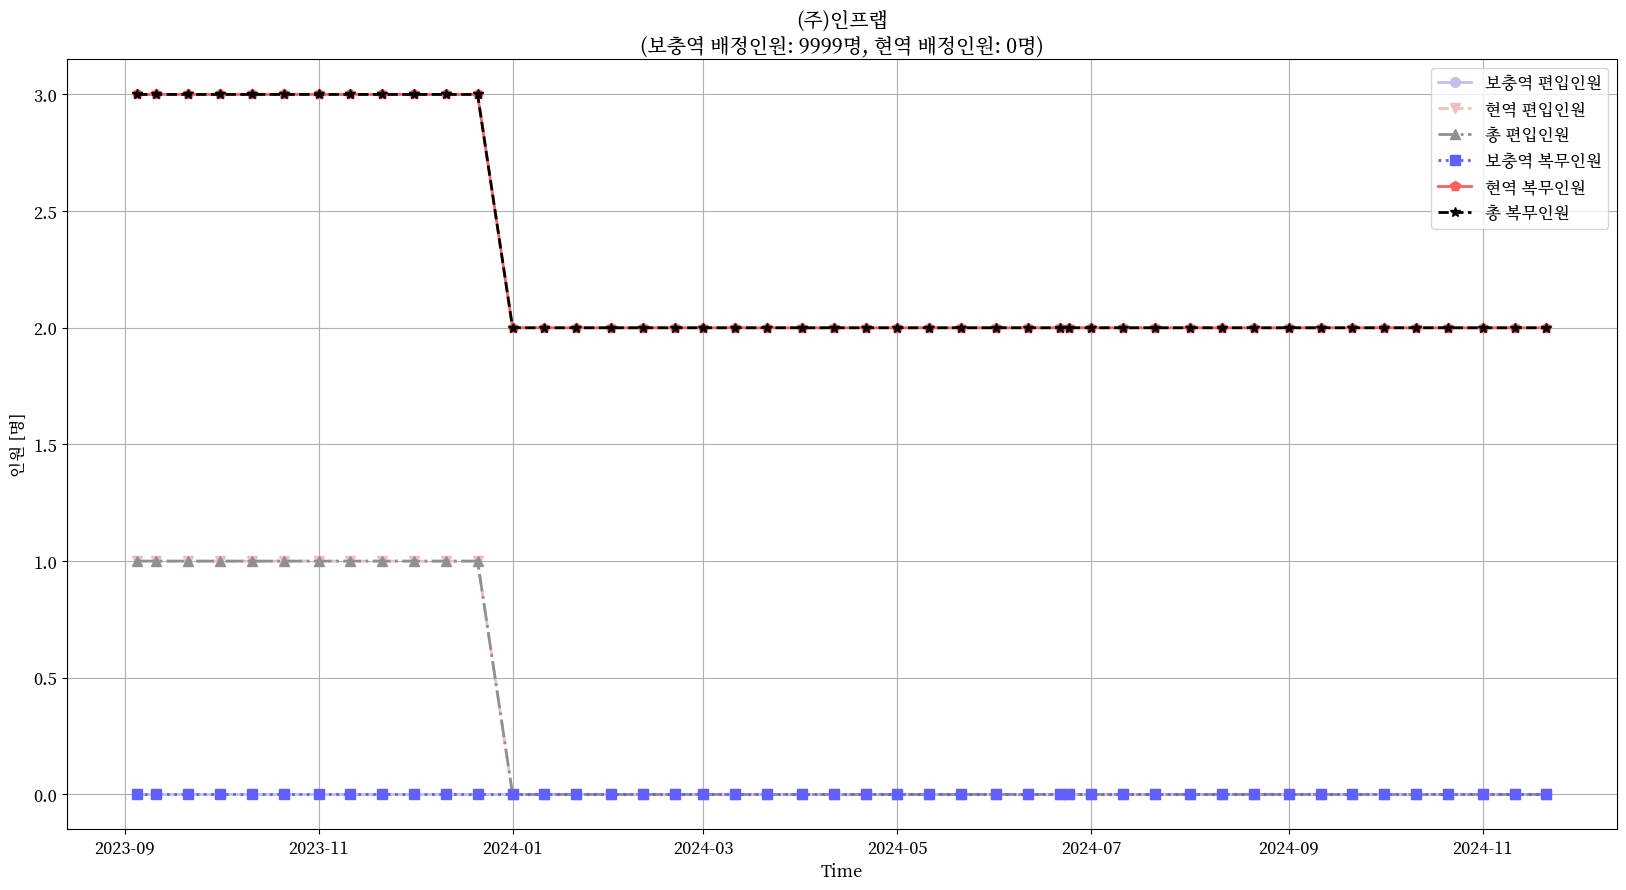 (주)인프랩
(보충역 배정인원: 9999명, 현역 배정인원: 0명)
보충역 편입인원
현역 편입인원
총 편입인원
보충역 복무인원
현역 복무인원
총 복무인원
인원 [명]
3.0
2.5
2.0
1.5
1.0
0.5
0.0
2023-09 2023-11 2024-01 2024-03 2024-05 2024-07 2024-09 2024-11
Time